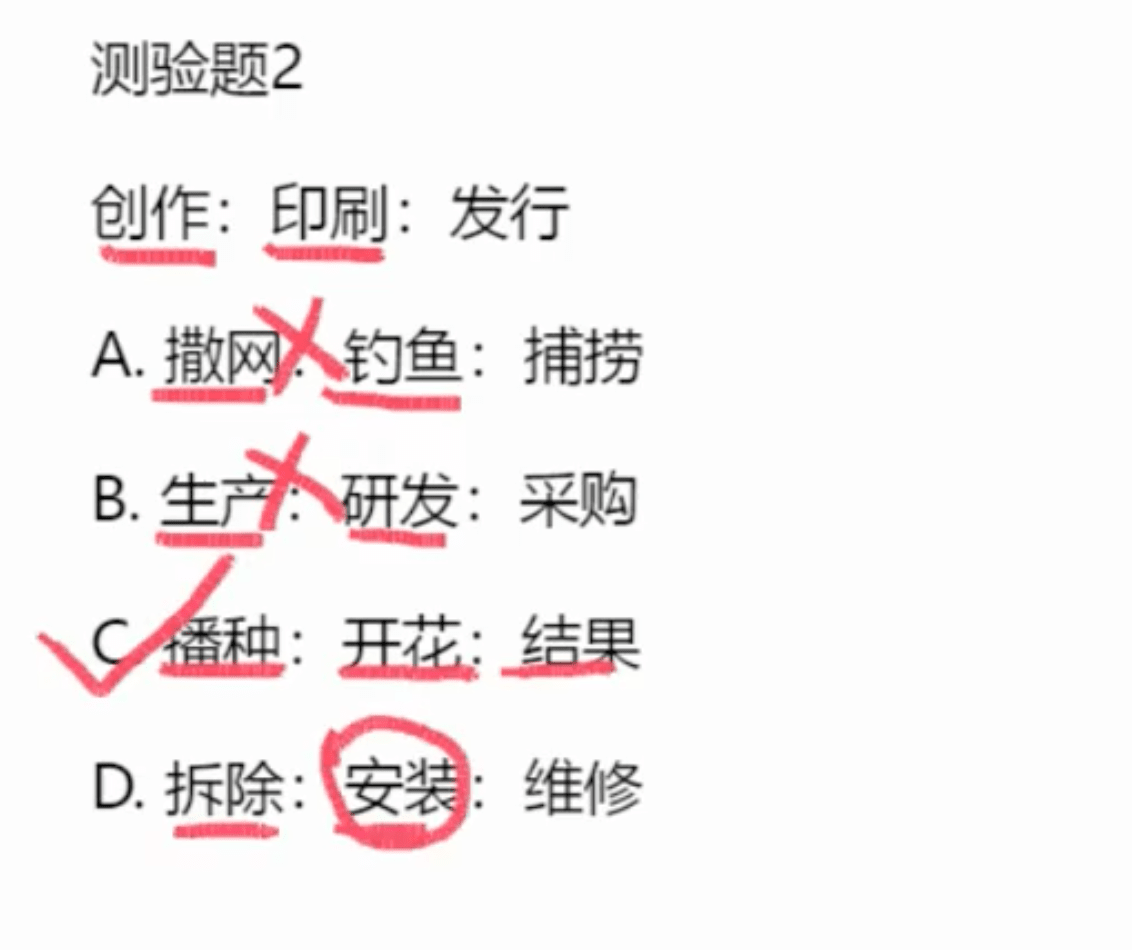 测验题2
创作：印刷：发行
A. 撒网：钓鱼：捕捞
B. 生产：研发：采购
C. 播种：开花：结果
D. 拆除：安装：维修